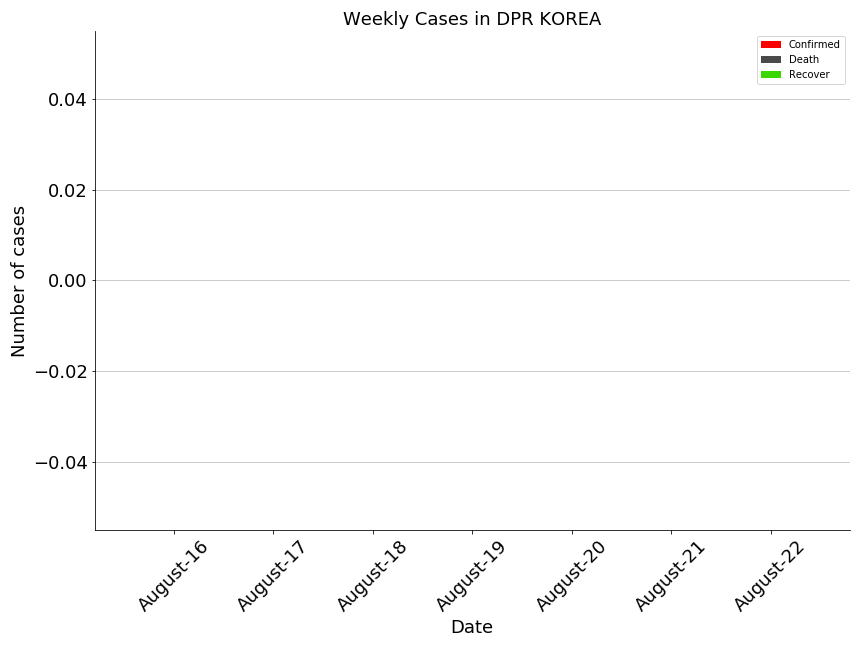 Weekly Cases in DPR KOREA
Confirmed
Death
Recover
Number of cases
0.04
0.02
0.00
−0.02
−0.04
August-16
August-17
August-18
August-19
August-20
August-21
August-22
Date